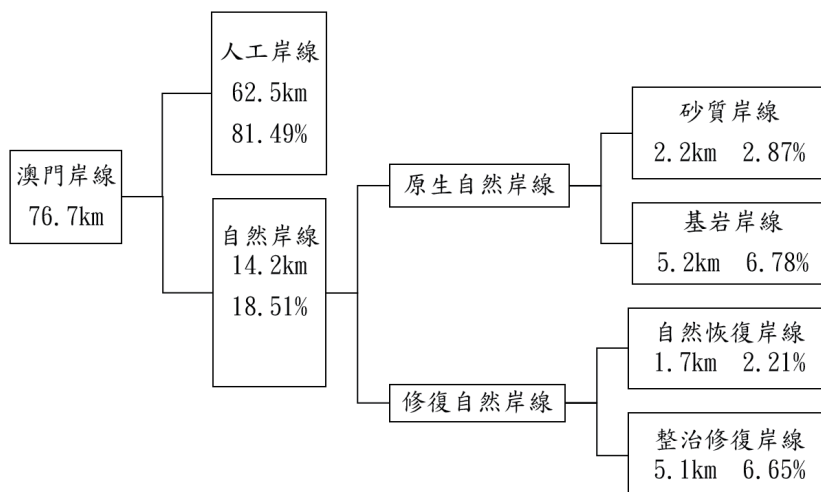 澳門岸線
76.7km
人工岸線
62.5km
81.49%
自然岸線
14.2km
18.51%
原生自然岸線
砂質岸線
2.2km 2.87%
基岩岸線
5.2km 6.78%
修復自然岸線
自然恢復岸線
1.7km 2.21%
整治修復岸線
5.1km 6.65%